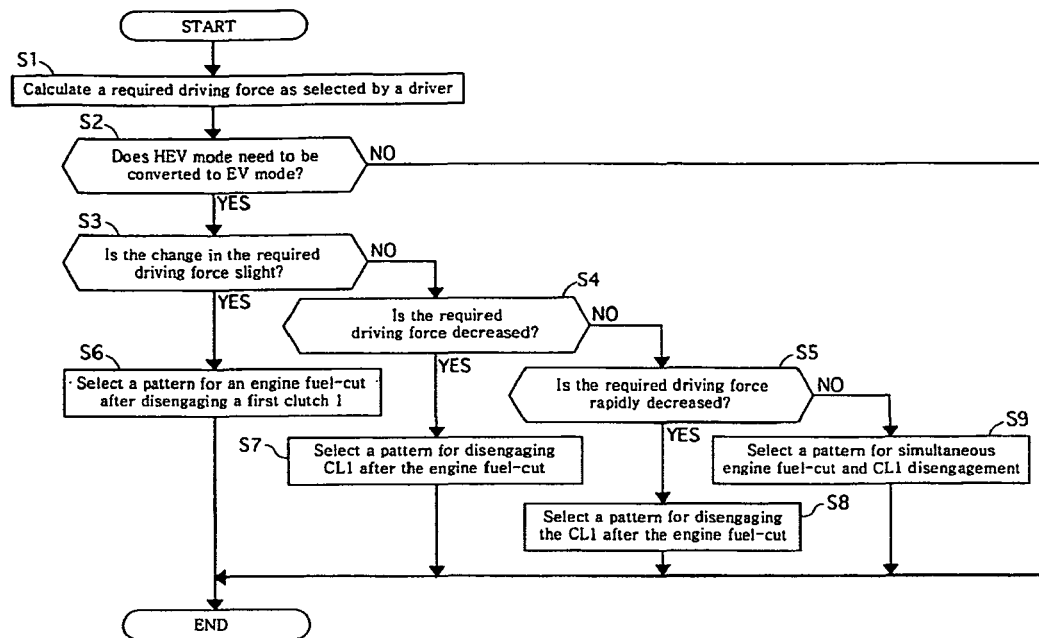 START
S1
Calculate a required driving force as selected by a driver
S2
Does HEV mode need to be
converted to EV mode?
NO
YES
S3
Is the change in the required
driving force slight?
NO
YES
S4
Is the required
driving force decreased?
NO
YES
S5
Is the required driving force
rapidly decreased?
NO
YES
S6
Select a pattern for an engine fuel-cut
after disengaging a first clutch 1
S7
Select a pattern for disengaging
CL1 after the engine fuel-cut
S9
Select a pattern for simultaneous
engine fuel-cut and CL1 disengagement
S8
Select a pattern for disengaging
the CL1 after the engine fuel-cut
END